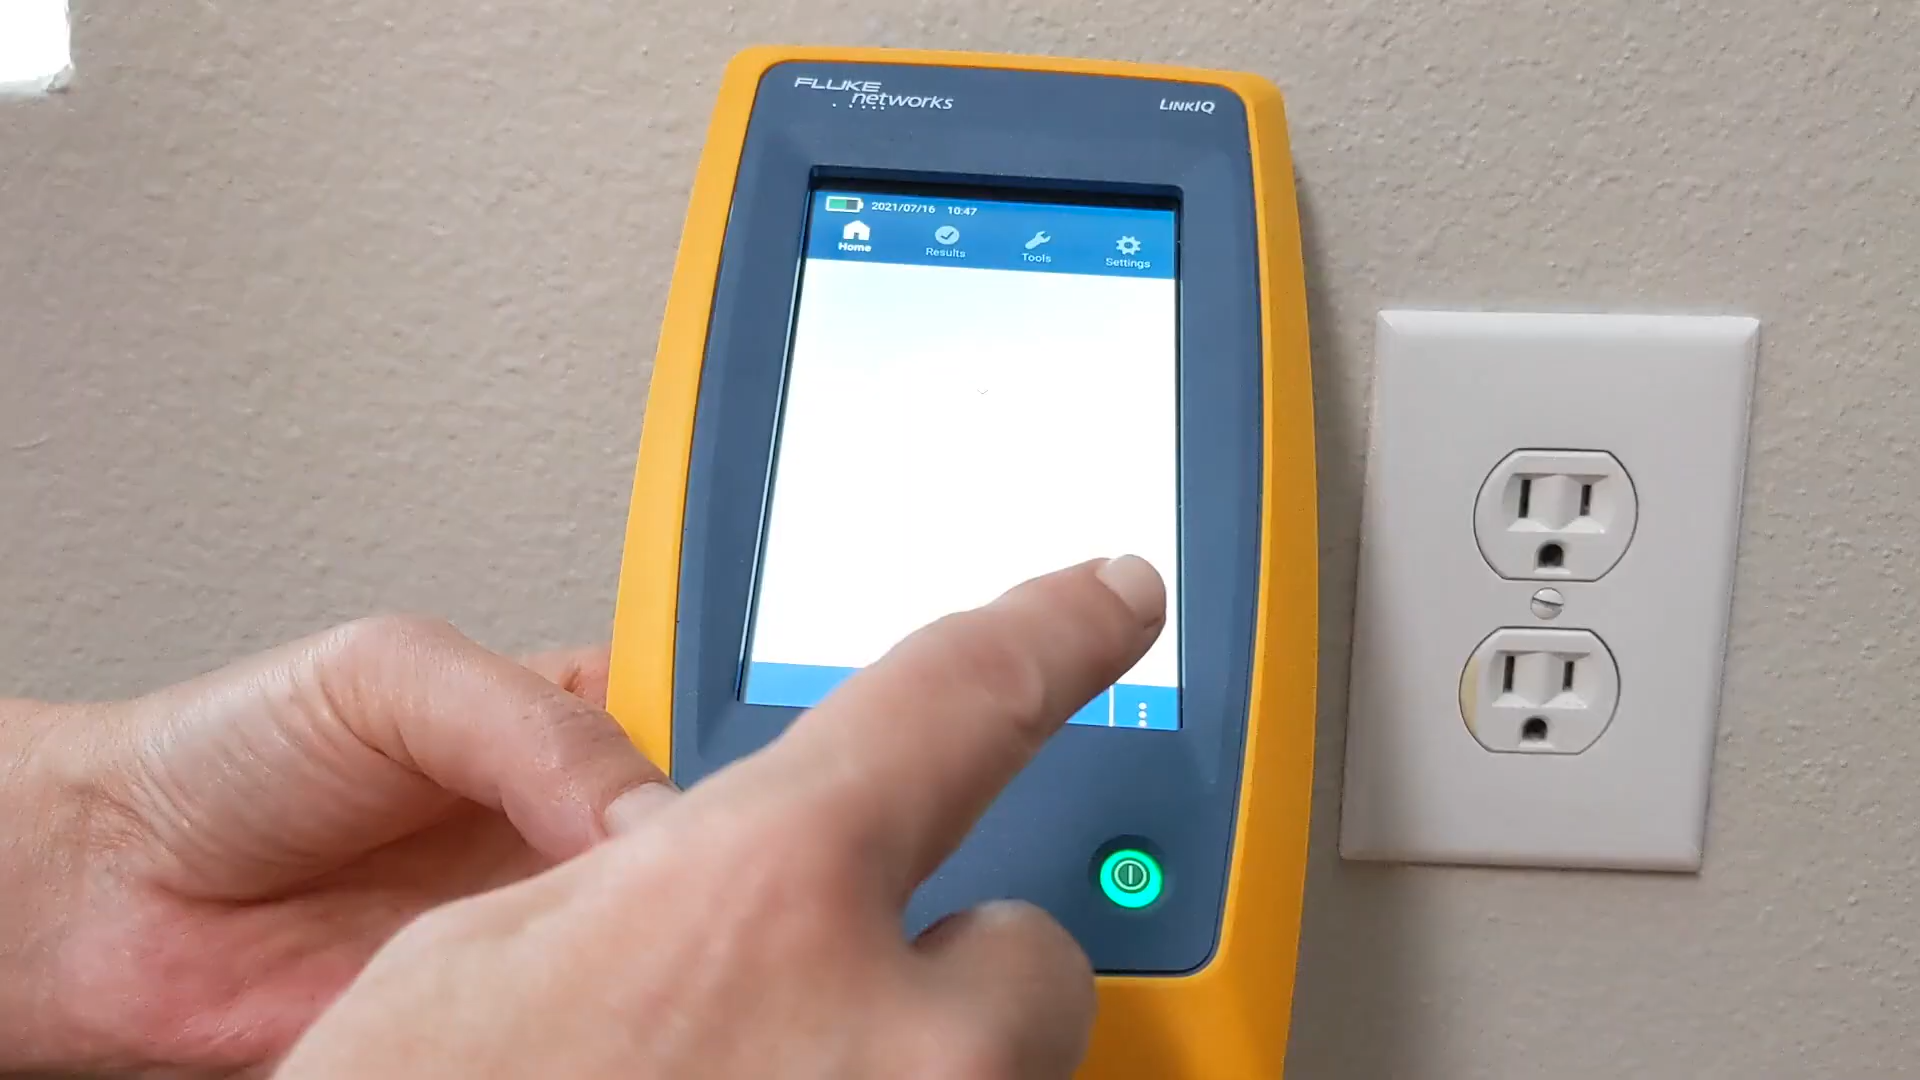 FLUKE
networks
LINKIQ
2021/07/16 10:47
Home
Results
Tools
Settings